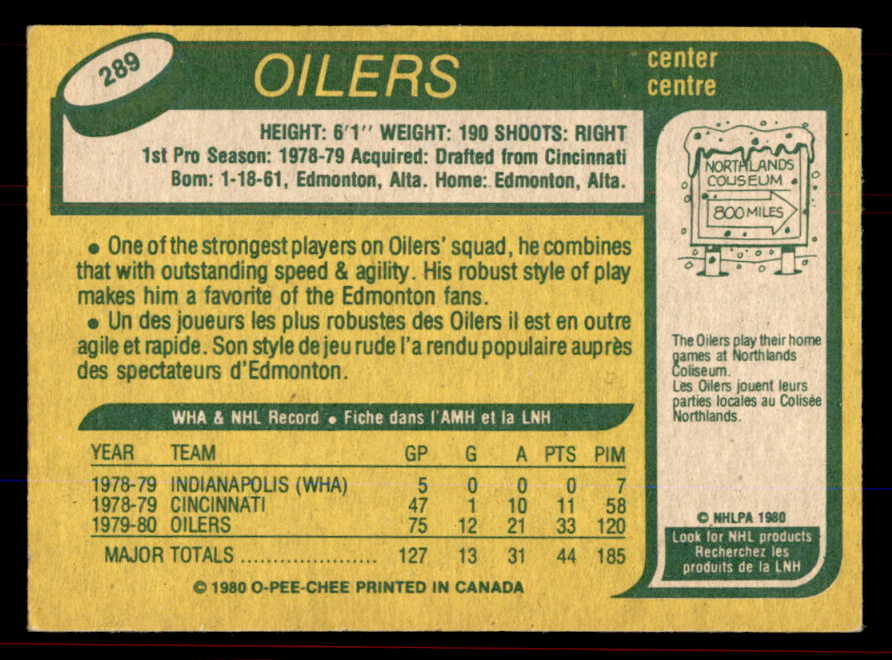 289
OILERS
center
centre
HEIGHT: 6'1'' WEIGHT: 190 SHOOTS: RIGHT
1st Pro Season: 1978-79 Acquired: Drafted from Cincinnati
Born: 1-18-61, Edmonton, Alta. Home: Edmonton, Alta.
NORTHLANDS
COLISEUM
800 MILES
● One of the strongest players on Oilers' squad, he combines
that with outstanding speed & agility. His robust style of play
makes him a favorite of the Edmonton fans.
● Un des joueurs les plus robustes des Oilers il est en outre
agile et rapide. Son style de jeu rude l'a rendu populaire auprès
des spectateurs d'Edmonton.
The Oilers play their home
games at Northlands
Coliseum.
Les Oilers jouent leurs
parties locales au Colisée
Northlands.
WHA & NHL Record ● Fiche dans l'AMH et la LNH
YEAR TEAM GP G A PTS PIM
1978-79 INDIANAPOLIS (WHA) 5 0 0 0 7
1978-79 CINCINNATI 47 1 10 11 58
1979-80 OILERS 75 12 21 33 120
MAJOR TOTALS ..................... 127 13 31 44 185
© 1980 O-PEE-CHEE PRINTED IN CANADA
© NHLPA 1980
Look for NHL products
Recherchez les
produits de la LNH